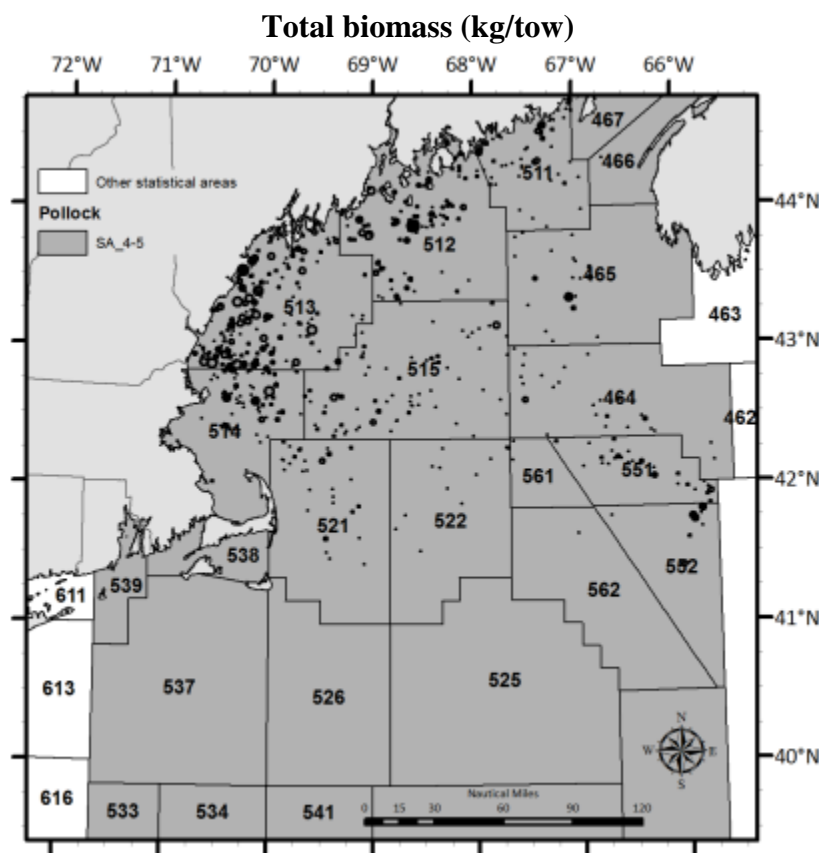 Total biomass (kg/tow)
72°W 71°W 70°W 69°W 68°W 67°W 66°W
467
466
511
Other statistical areas
44°N
Pollock
SA_4-5
512
465
513
463
43°N
515
464
462
514
551
561
42°N
521
522
538
552
539
562
611
41°N
613
537
526
525
N
W E
S
40°N
616
533 534 541
Nautical Miles
0 15 30 60 90 120